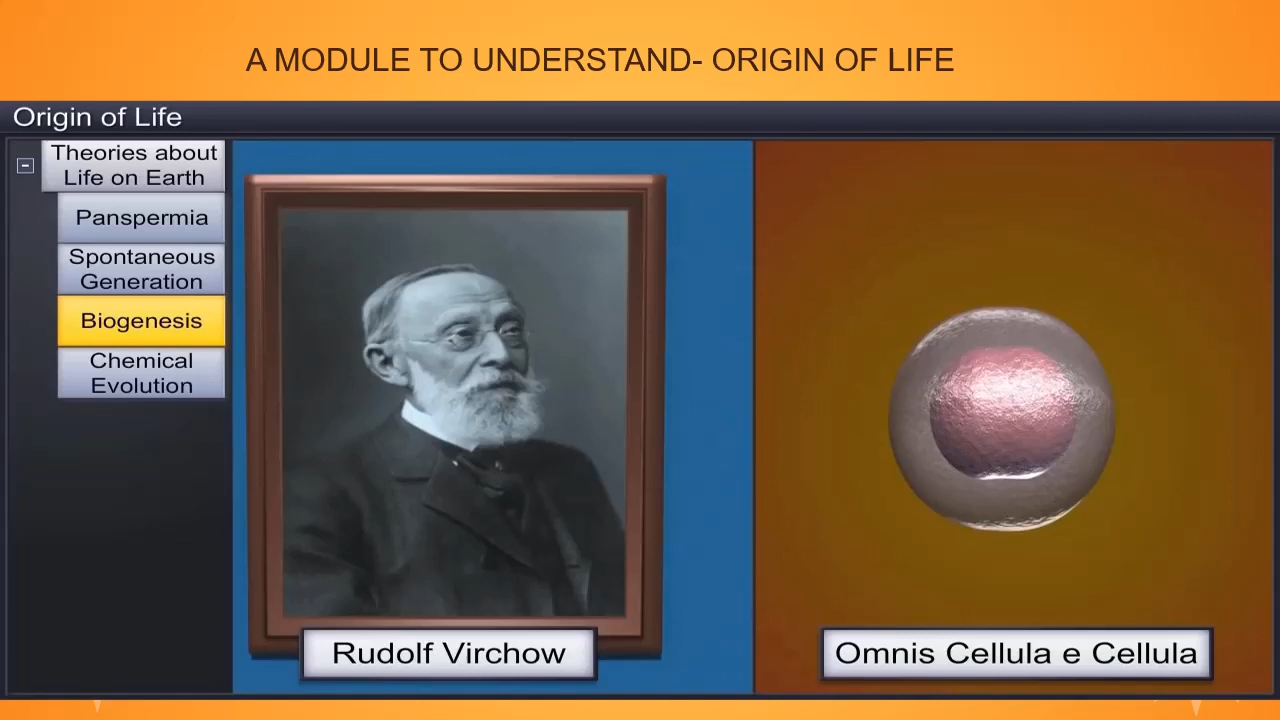 A MODULE TO UNDERSTAND- ORIGIN OF LIFE
Origin of Life
Theories about
Life on Earth
Panspermia
Spontaneous
Generation
Biogenesis
Chemical
Evolution
Rudolf Virchow
Omnis Cellula e Cellula